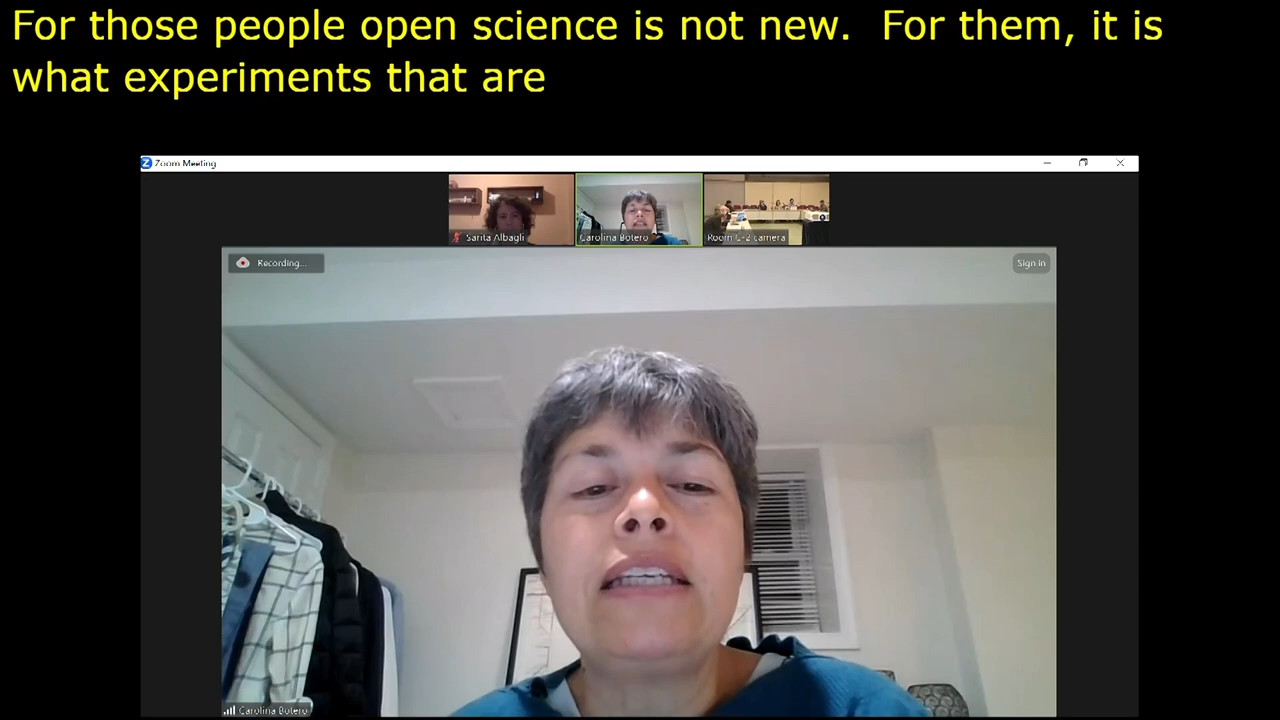 For those people open science is not new.  For them, it is
what experiments that are
Zoom Meeting
Sarita Albagli
Carolina Botero
Room C-2 camera
Recording...
Sign in
Carolina Botero